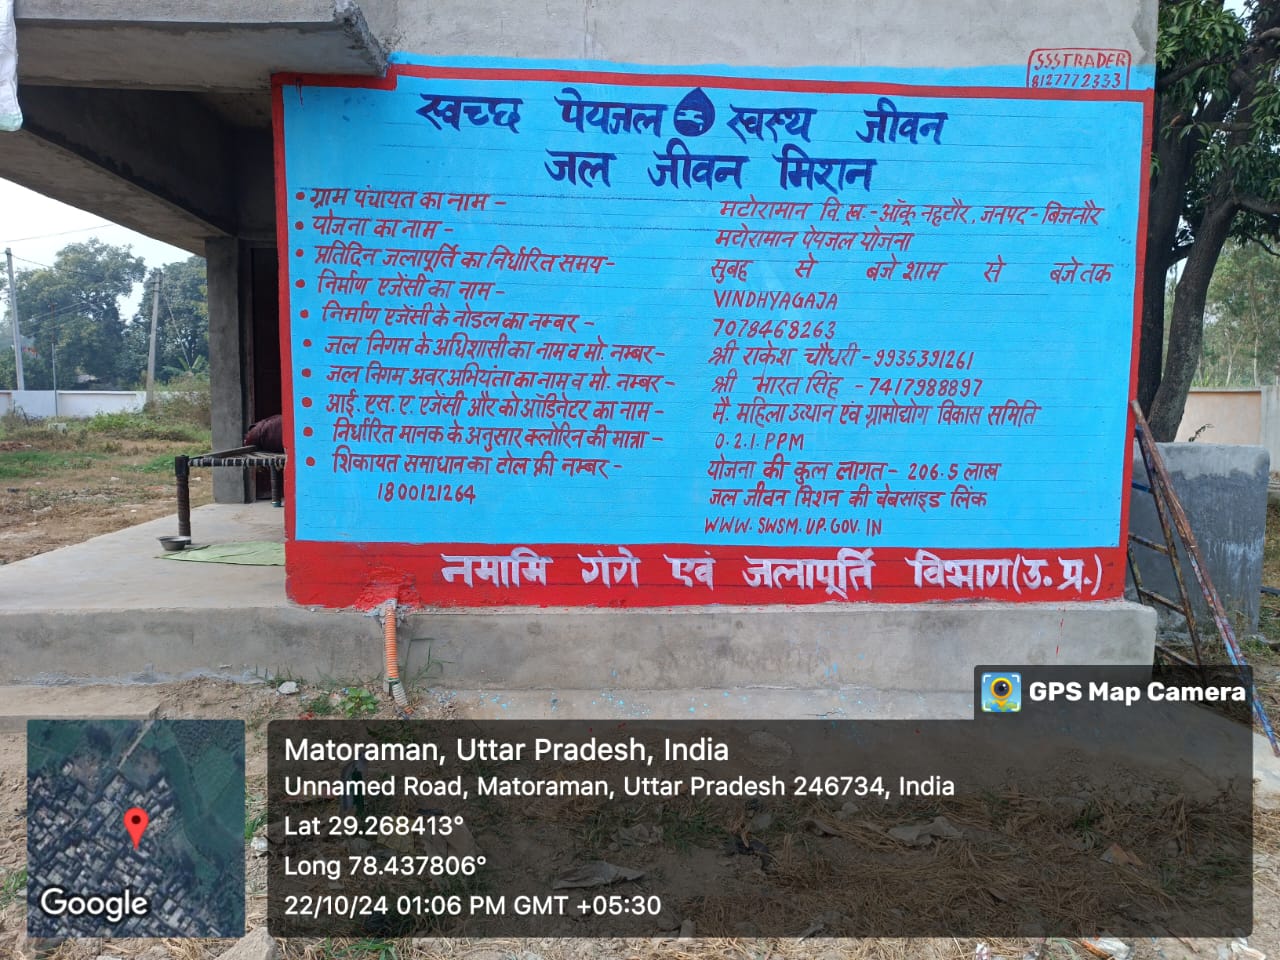 SSSTRADER
8127772333
स्वच्छ पेयजल स्वस्थ जीवन
जल जीवन मिशन
• ग्राम पंचायत का नाम - मटोरामान वि.ख.-ऑकू नहटौर, जनपद - बिजनौर
• योजना का नाम - मटोरामान पेयजल योजना
• प्रतिदिन जलापूर्ति का निर्धारित समय- सुबह से बजे शाम से बजे तक
• निर्माण एजेंसी का नाम - VINDHYAGAJA
• निर्माण एजेंसी के नोडल का नम्बर - 7078468263
• जल निगम के अधिशासी का नाम व मो. नम्बर- श्री राकेश चौधरी - 9935391261
• जल निगम अवर अभियंता का नाम व मो. नम्बर- श्री भारत सिंह - 7417988897
• आई. एस. ए. एजेंसी और को ऑडिनेटर का नाम - मै. महिला उत्थान एंव ग्रामोद्योग विकास समिति
• निर्धारित मानक के अनुसार क्लोरिन की मात्रा - 0.2.1. PPM
• शिकायत समाधान का टोल फ्री नम्बर - योजना की कुल लागत - 206.5 लाख
1800121264 जल जीवन मिशन की वेबसाइड लिंक
WWW.SWSM.UP.GOV.IN
नमामि गंगे एवं जलापूर्ति विभाग (उ.प्र.)
GPS Map Camera
Matoraman, Uttar Pradesh, India
Unnamed Road, Matoraman, Uttar Pradesh 246734, India
Lat 29.268413°
Long 78.437806°
22/10/24 01:06 PM GMT +05:30
Google